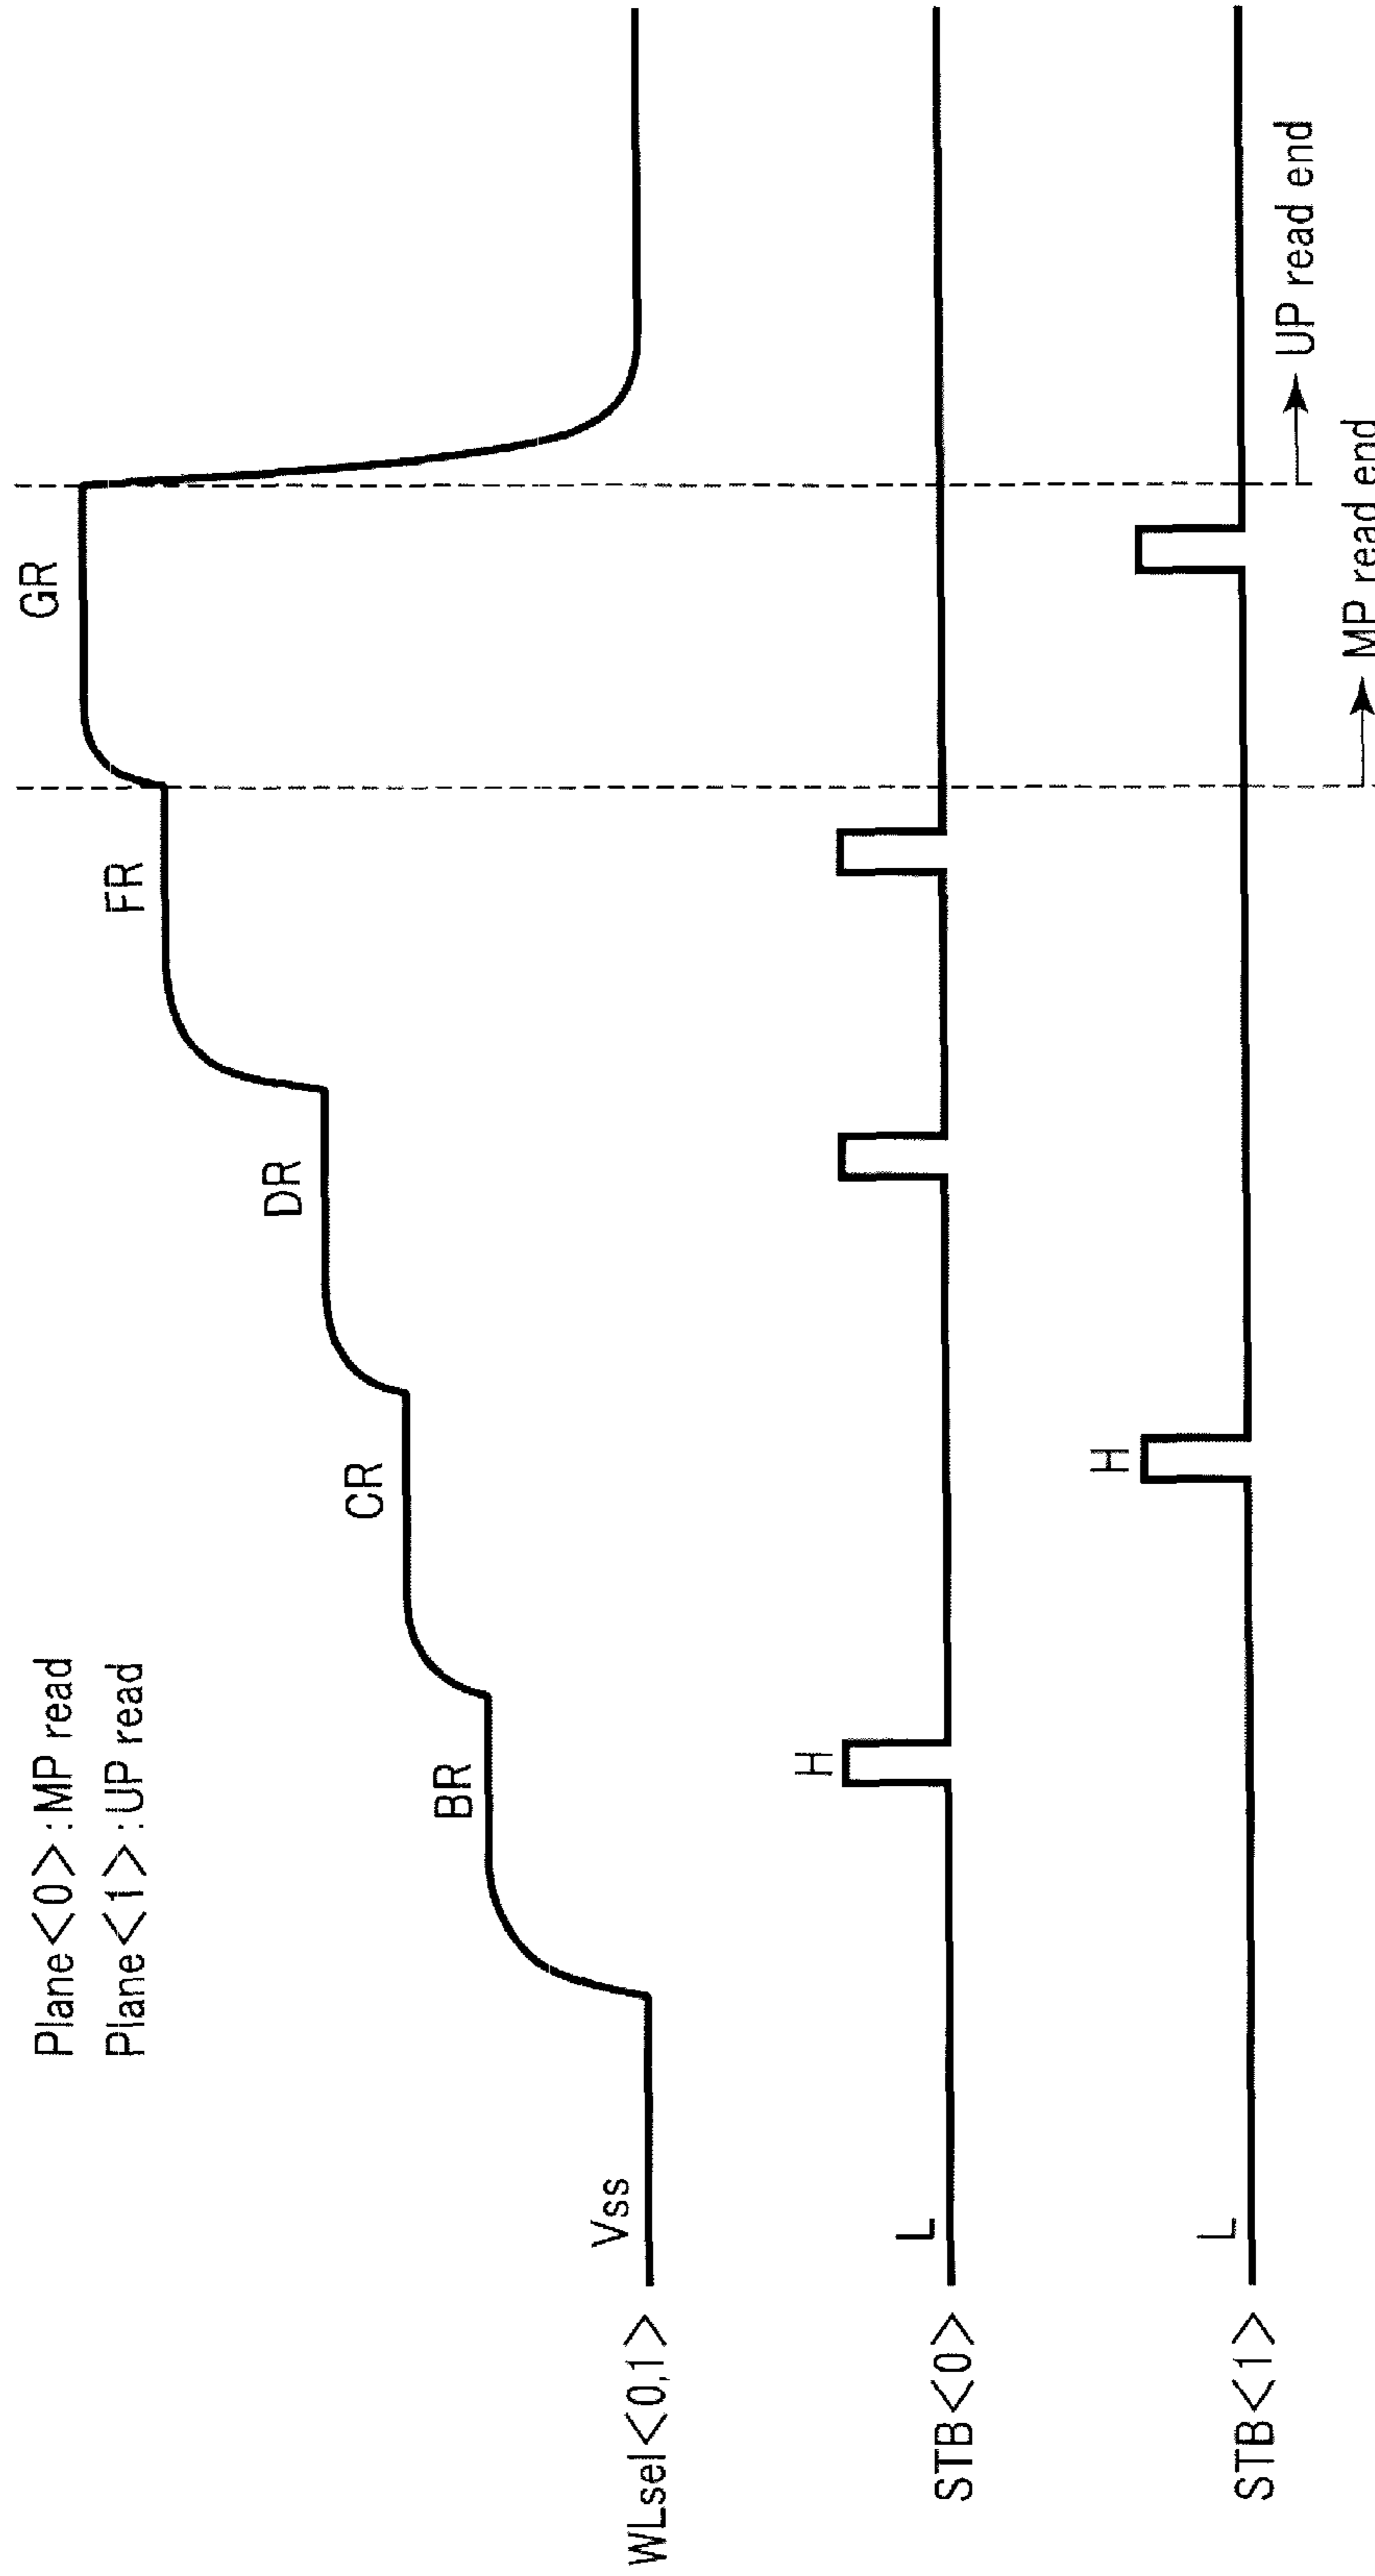 Plane<0>:MP read
Plane<1>:UP read
GR
FR
DR
CR
BR
Vss
WLsel<0,1>
H
L
STB<0>
H
L
STB<1>
UP read end
MP read end